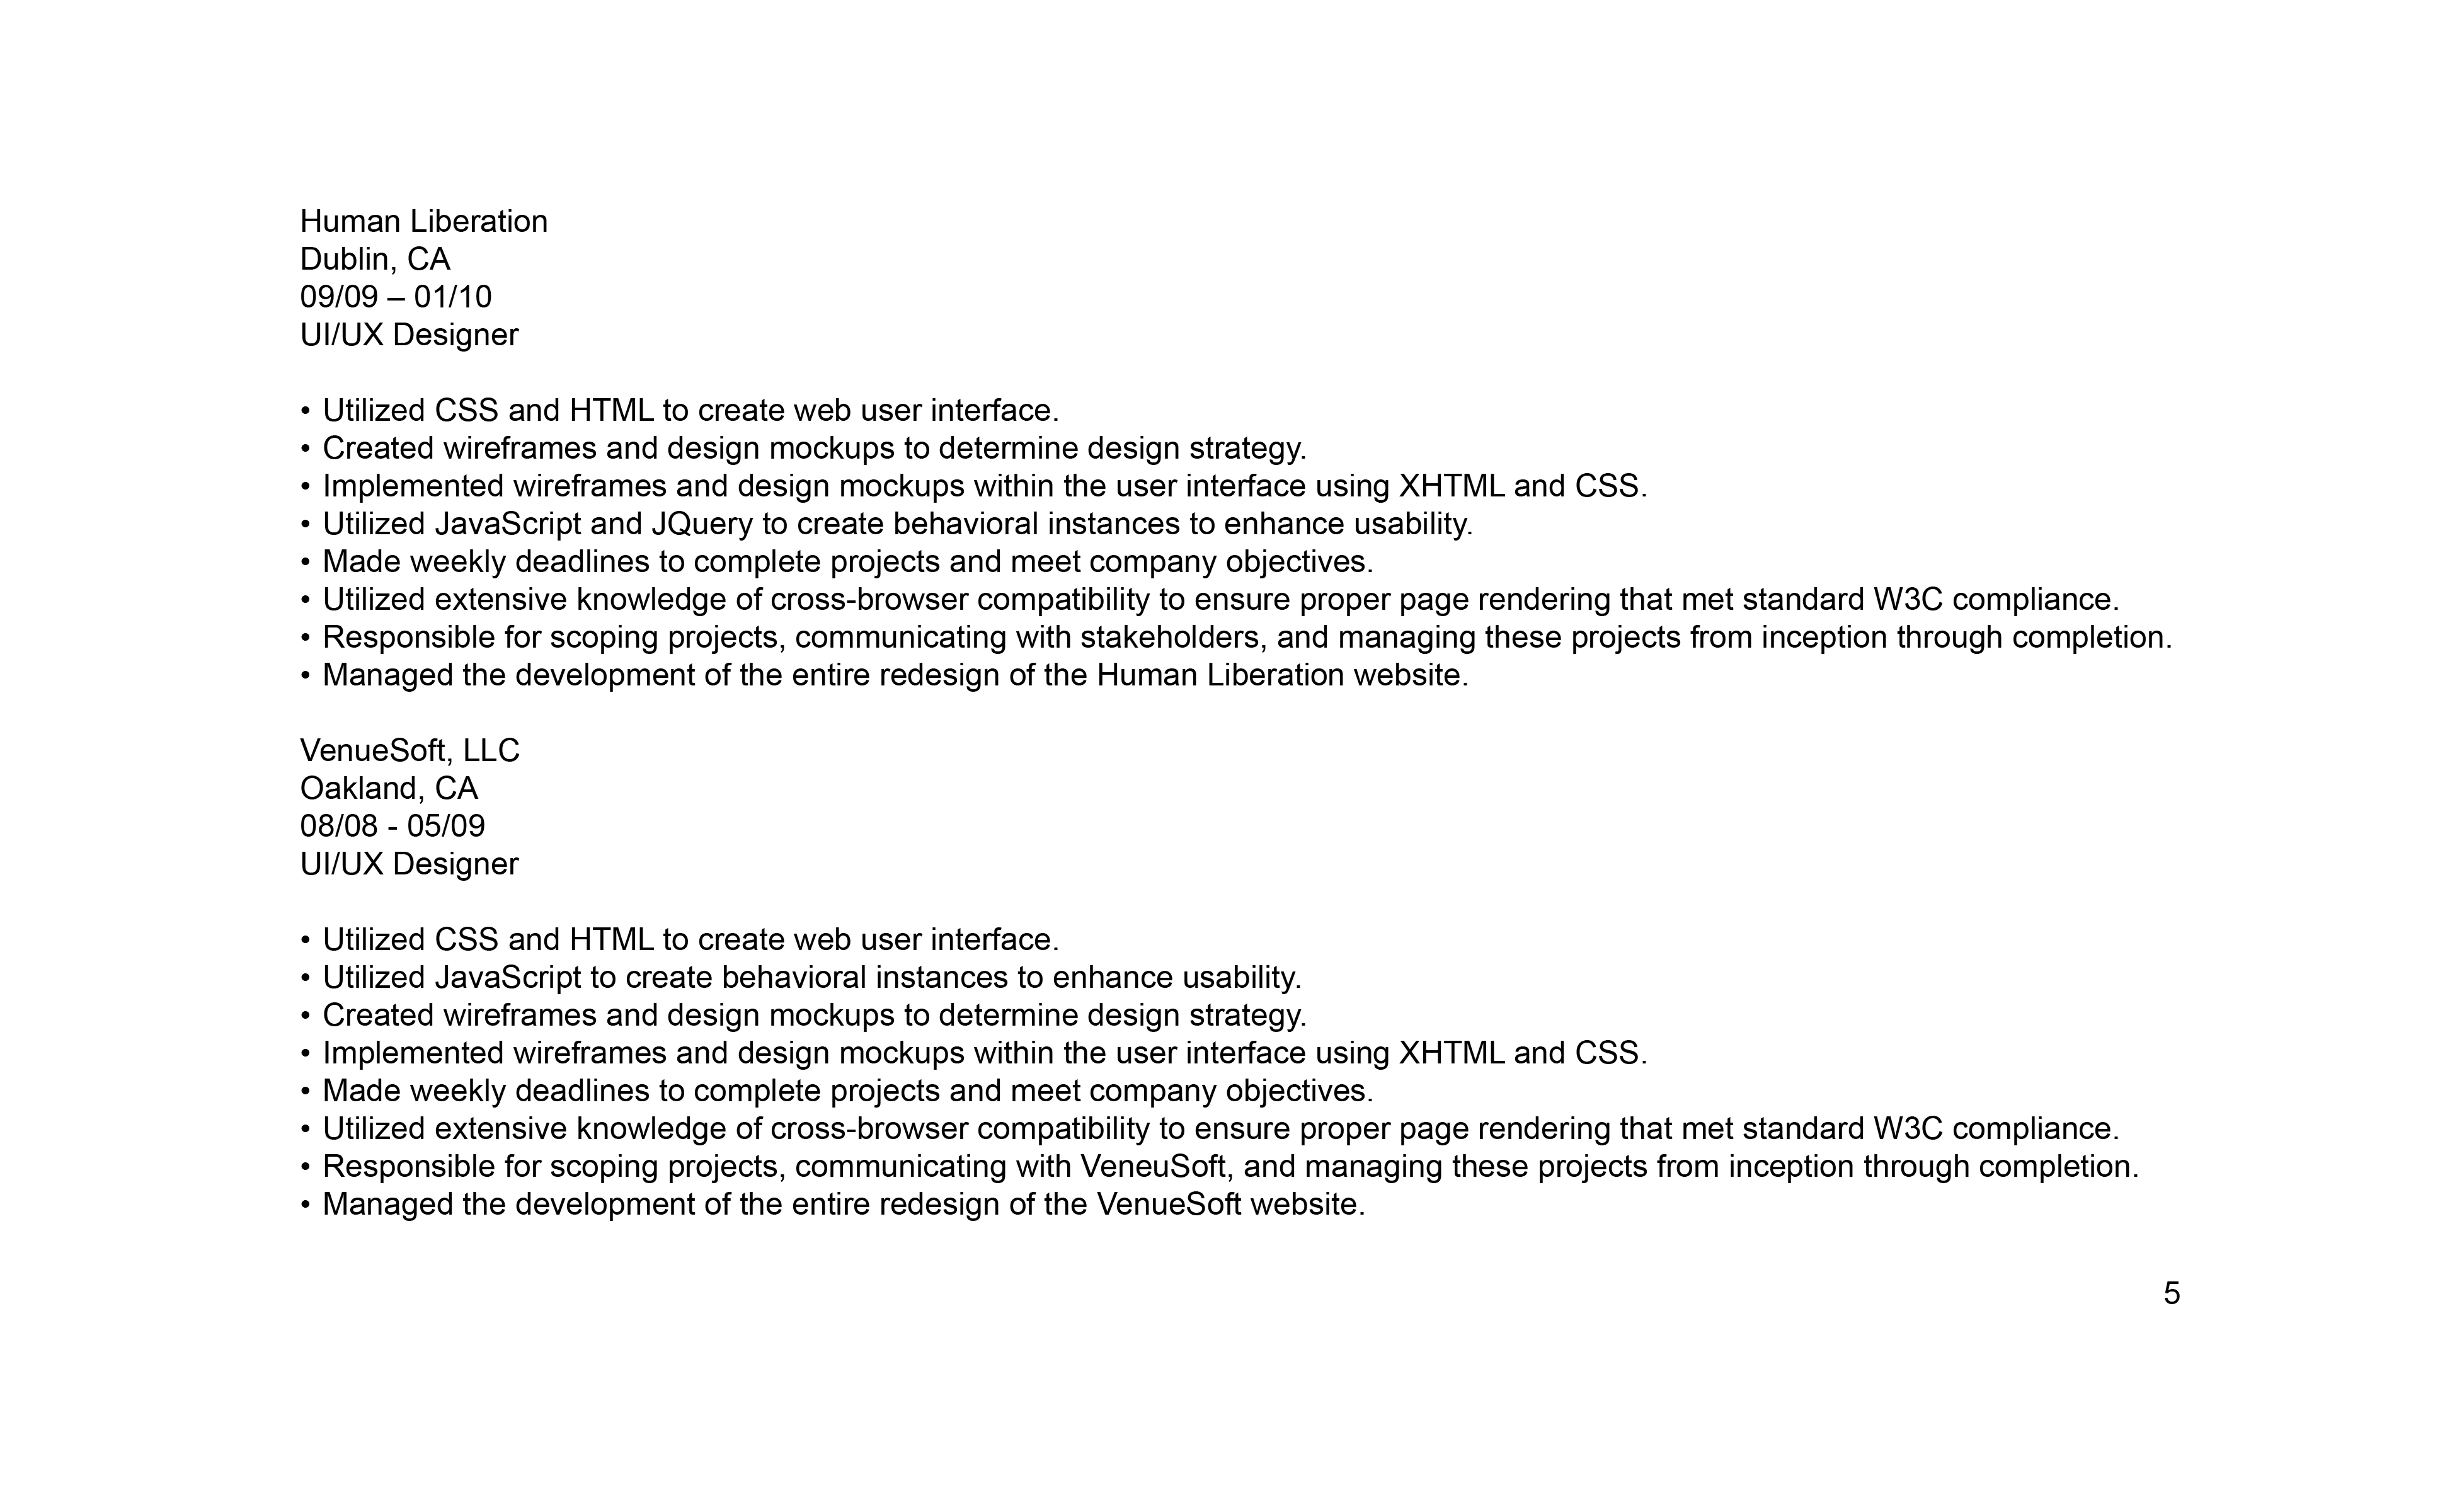 Human Liberation
Dublin, CA
09/09 – 01/10
UI/UX Designer
• Utilized CSS and HTML to create web user interface.
• Created wireframes and design mockups to determine design strategy.
• Implemented wireframes and design mockups within the user interface using XHTML and CSS.
• Utilized JavaScript and JQuery to create behavioral instances to enhance usability.
• Made weekly deadlines to complete projects and meet company objectives.
• Utilized extensive knowledge of cross-browser compatibility to ensure proper page rendering that met standard W3C compliance.
• Responsible for scoping projects, communicating with stakeholders, and managing these projects from inception through completion.
• Managed the development of the entire redesign of the Human Liberation website.
VenueSoft, LLC
Oakland, CA
08/08 - 05/09
UI/UX Designer
• Utilized CSS and HTML to create web user interface.
• Utilized JavaScript to create behavioral instances to enhance usability.
• Created wireframes and design mockups to determine design strategy.
• Implemented wireframes and design mockups within the user interface using XHTML and CSS.
• Made weekly deadlines to complete projects and meet company objectives.
• Utilized extensive knowledge of cross-browser compatibility to ensure proper page rendering that met standard W3C compliance.
• Responsible for scoping projects, communicating with VeneuSoft, and managing these projects from inception through completion.
• Managed the development of the entire redesign of the VenueSoft website.
5